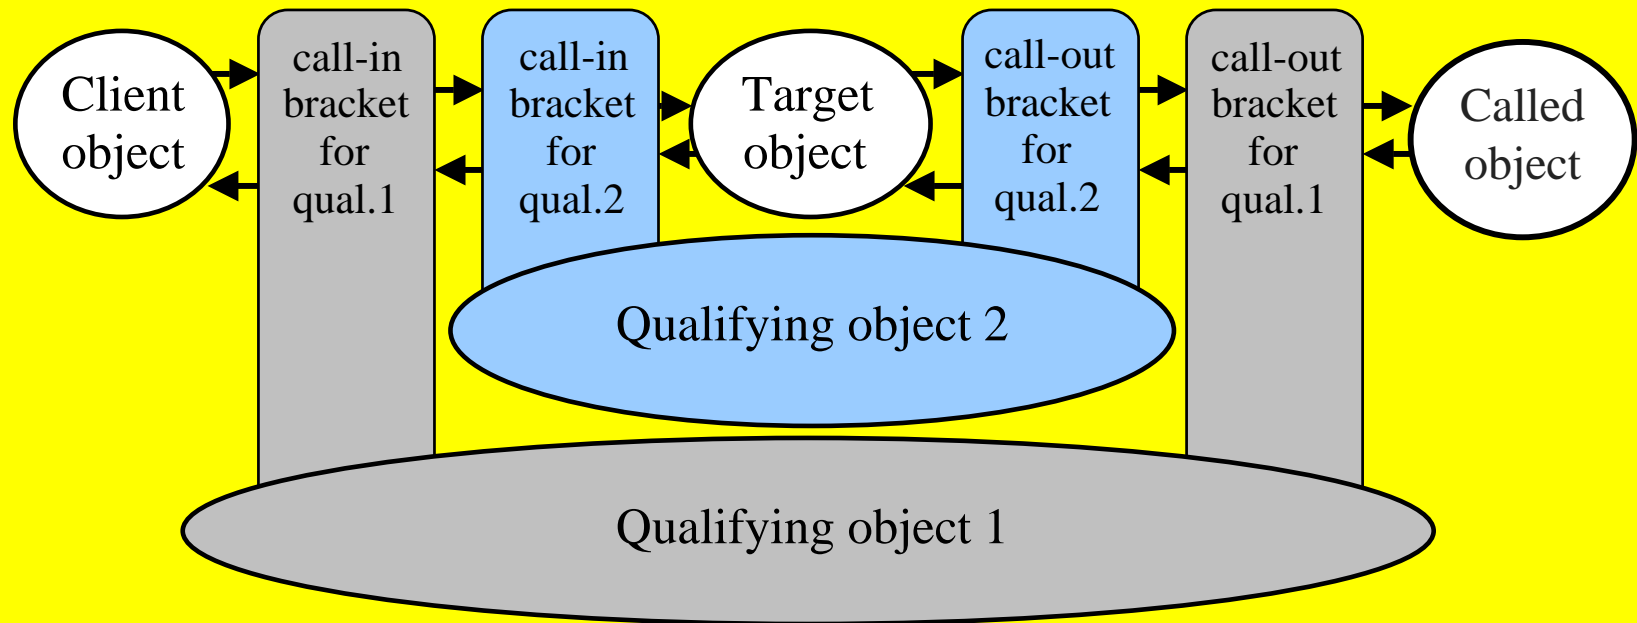 Client
object
call-in
bracket
for
qual.1
call-in
bracket
for
qual.2
Target
object
call-out
bracket
for
qual.2
call-out
bracket
for
qual.1
Called
object
Qualifying object 2
Qualifying object 1